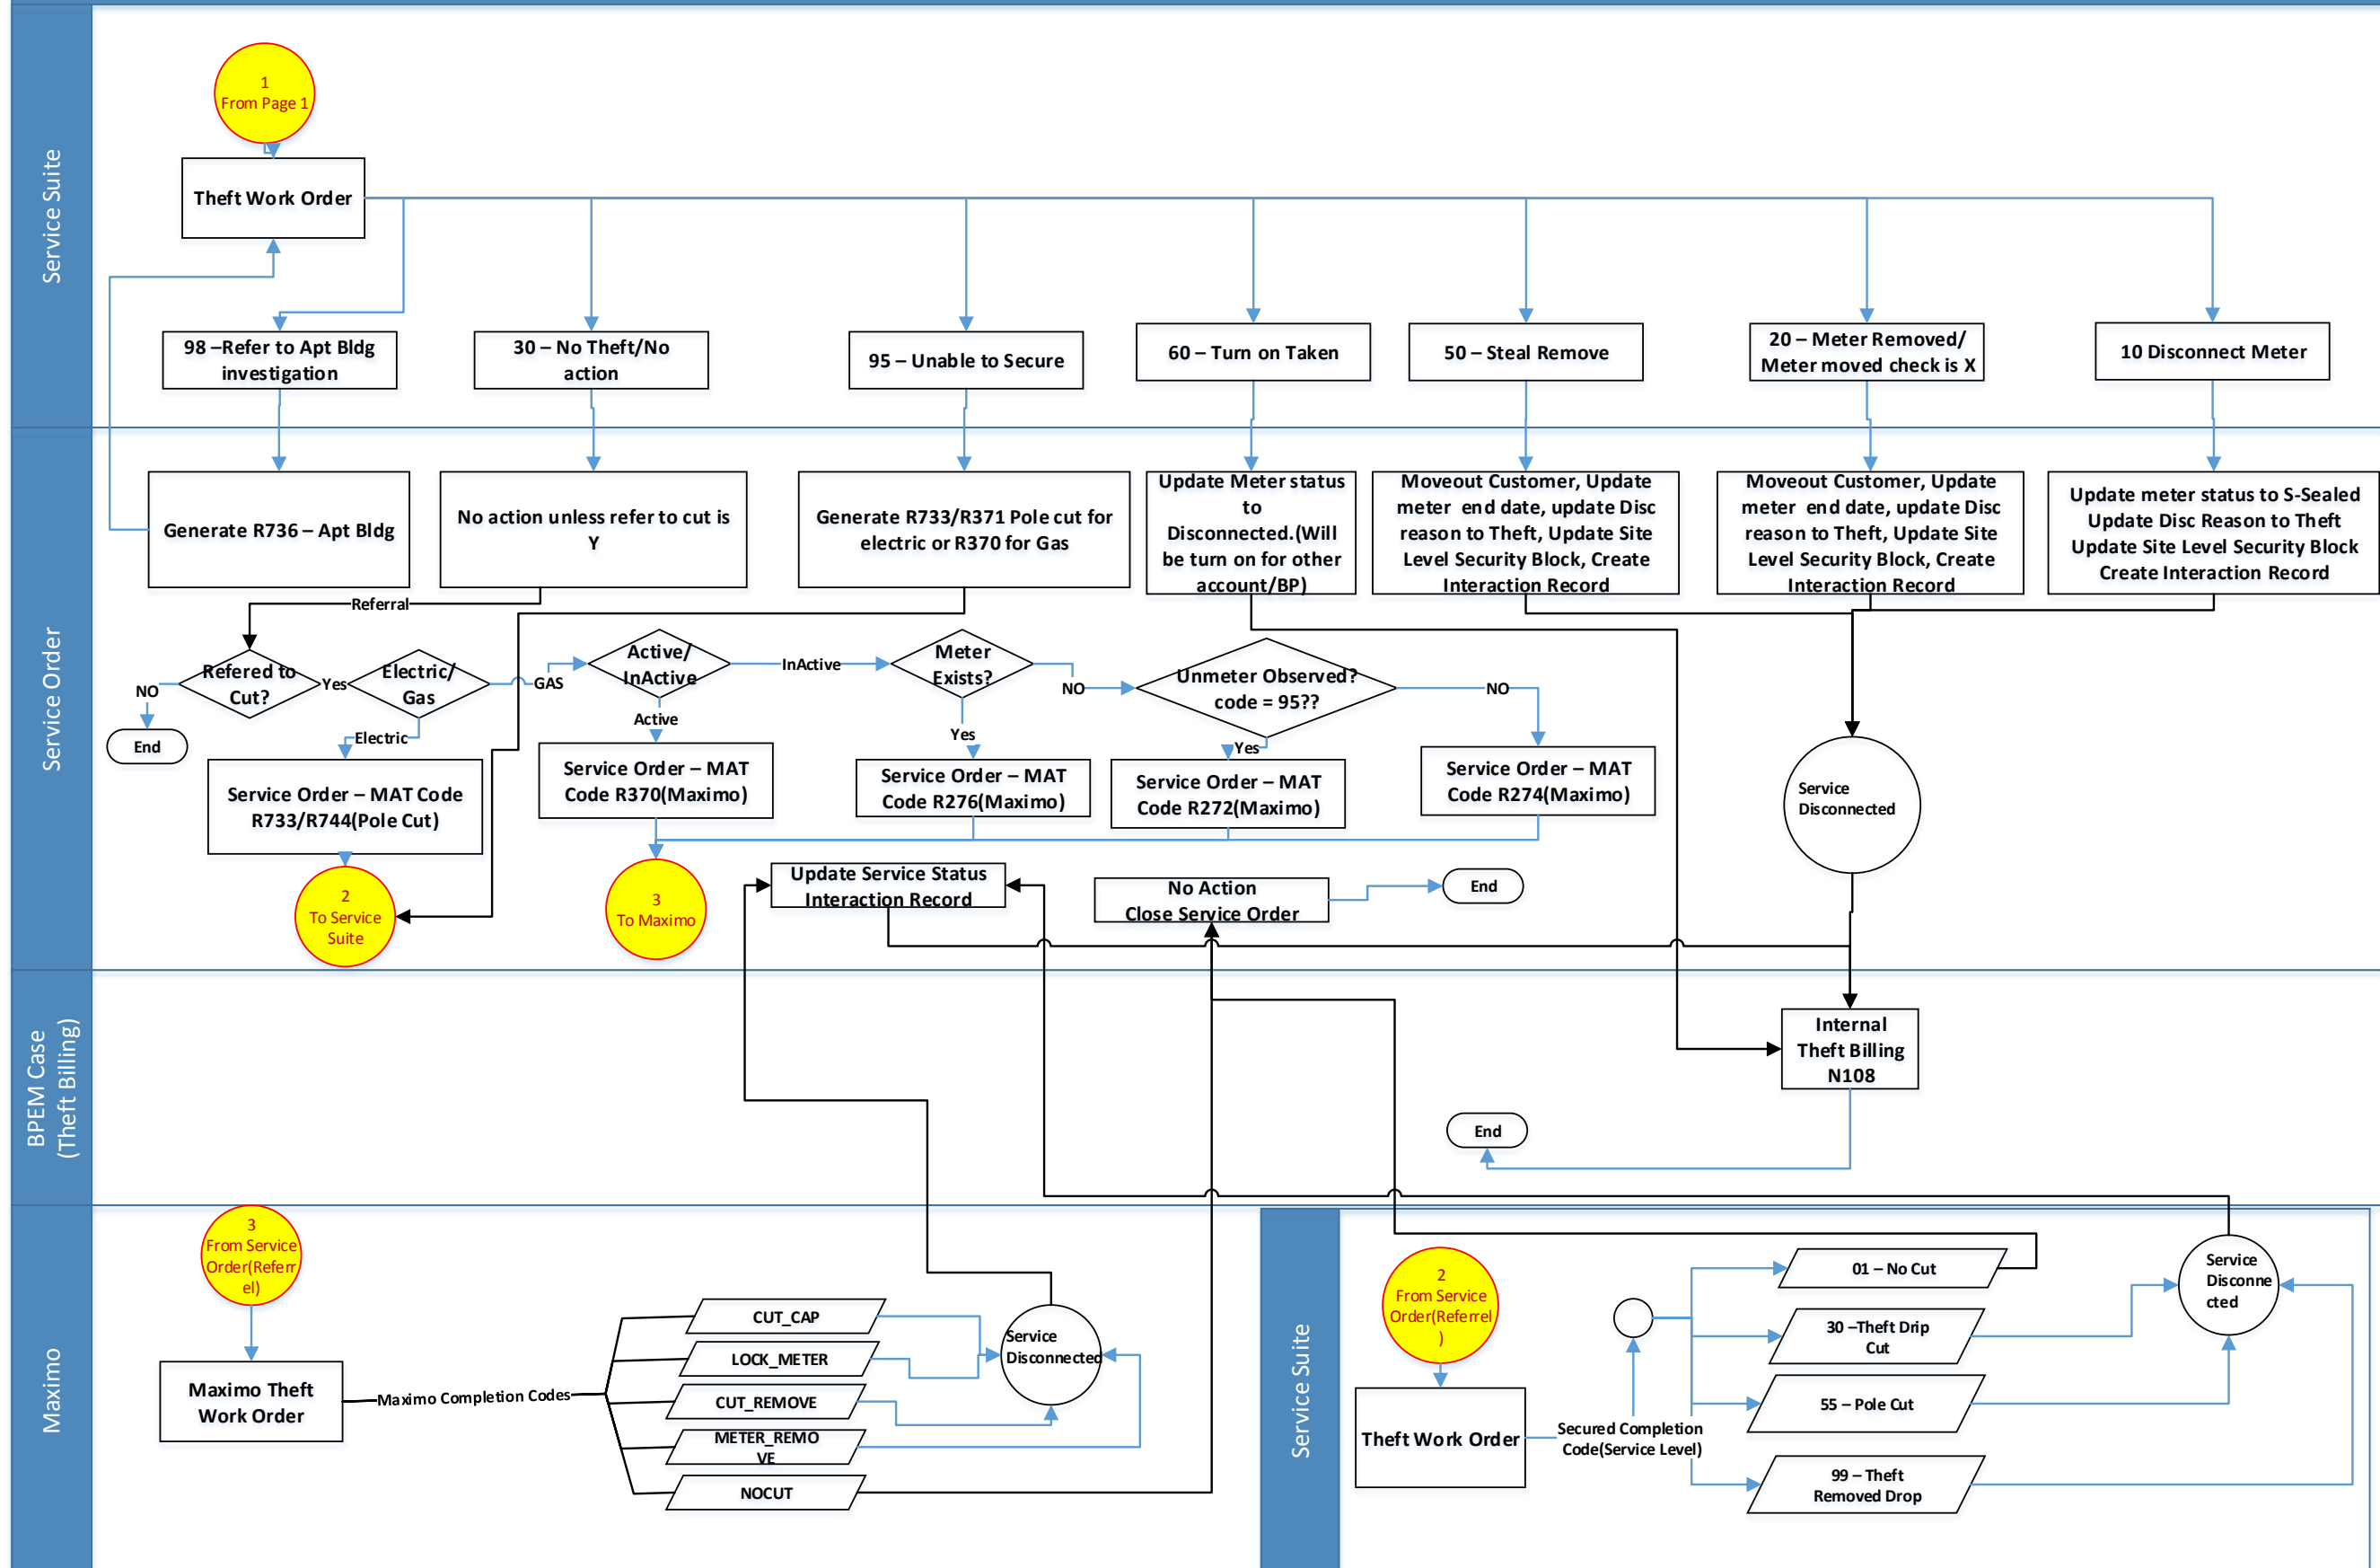 Service Suite
1
From Page 1
Theft Work Order
98 –Refer to Apt Bldg
investigation
30 – No Theft/No
action
95 – Unable to Secure
60 – Turn on Taken
50 – Steal Remove
20 – Meter Removed/
Meter moved check is X
10 Disconnect Meter
Service Order
Generate R736 – Apt Bldg
No action unless refer to cut is
Y
Generate R733/R371 Pole cut for
electric or R370 for Gas
Update Meter status
to
Disconnected.(Will
be turn on for other
account/BP)
Moveout Customer, Update
meter  end date, update Disc
reason to Theft, Update Site
Level Security Block, Create
Interaction Record
Moveout Customer, Update
meter  end date, update Disc
reason to Theft, Update Site
Level Security Block, Create
Interaction Record
Update meter status to S-Sealed
Update Disc Reason to Theft
Update Site Level Security Block
Create Interaction Record
Referral
Refered to
Cut?
NO
End
Yes
Electric/
Gas
Electric
GAS
Active/
InActive
Active
InActive
Meter
Exists?
Yes
NO
Unmeter Observed?
code = 95??
Yes
NO
Service Order – MAT Code
R733/R744(Pole Cut)
Service Order – MAT
Code R370(Maximo)
Service Order – MAT
Code R276(Maximo)
Service Order – MAT
Code R272(Maximo)
Service Order – MAT
Code R274(Maximo)
Service
Disconnected
2
To Service
Suite
3
To Maximo
Update Service Status
Interaction Record
No Action
Close Service Order
End
BPEM Case
(Theft Billing)
Internal
Theft Billing
N108
End
Maximo
3
From Service
Order(Referr
el)
Maximo Theft
Work Order
Maximo Completion Codes
CUT_CAP
LOCK_METER
CUT_REMOVE
METER_REMO
VE
NOCUT
Service
Disconnected
Service Suite
2
From Service
Order(Referrel
)
Theft Work Order
Secured Completion
Code(Service Level)
01 – No Cut
30 –Theft Drip
Cut
55 – Pole Cut
99 – Theft
Removed Drop
Service
Disconne
cted